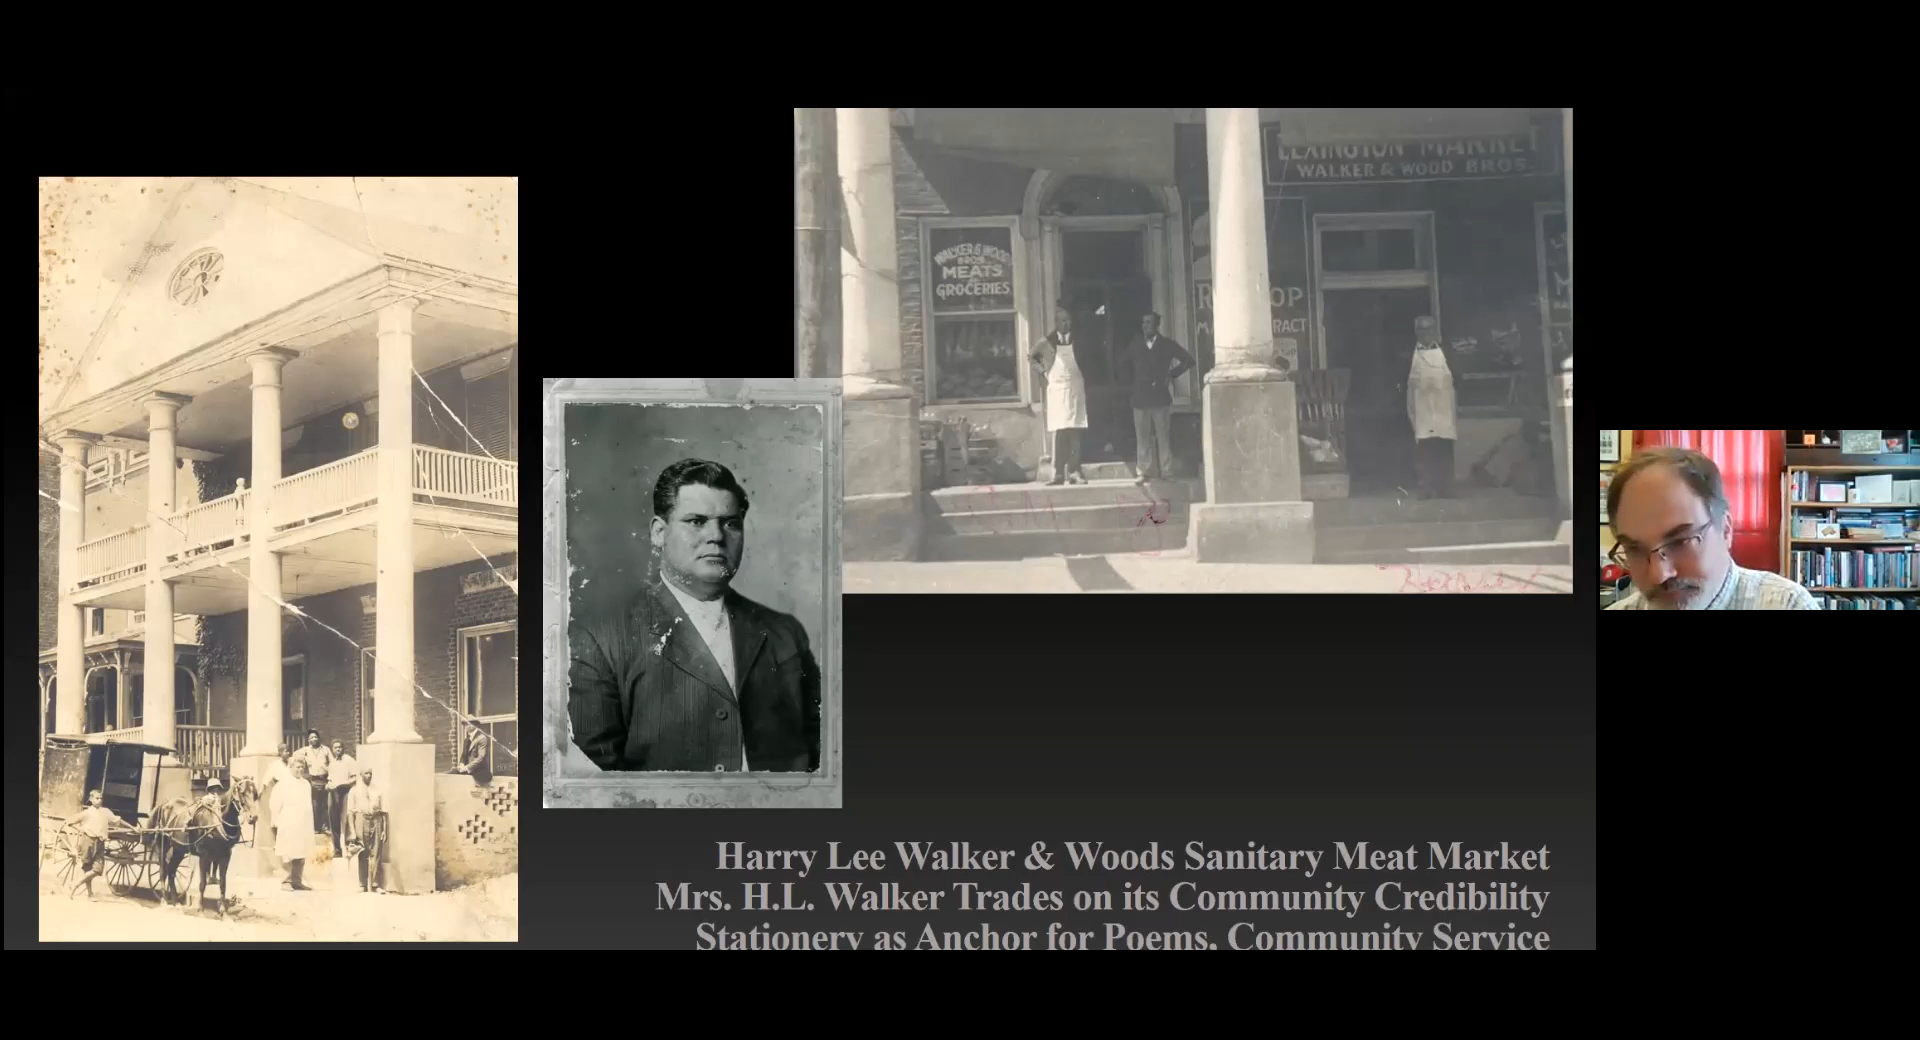 LEXINGTON MARKET
WALKER & WOOD BROS.
WALKER & WOOD
BROS.
MEATS
GROCERIES
Harry Lee Walker & Woods Sanitary Meat Market
Mrs. H.L. Walker Trades on its Community Credibility
Stationery as Anchor for Poems, Community Service